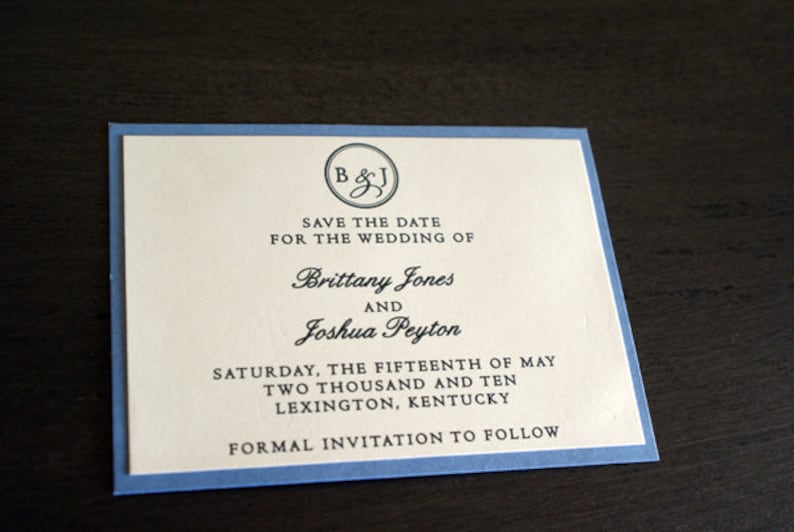 B & J
SAVE THE DATE
FOR THE WEDDING OF
Brittany Jones
AND
Joshua Peyton
SATURDAY, THE FIFTEENTH OF MAY
TWO THOUSAND AND TEN
LEXINGTON, KENTUCKY
FORMAL INVITATION TO FOLLOW